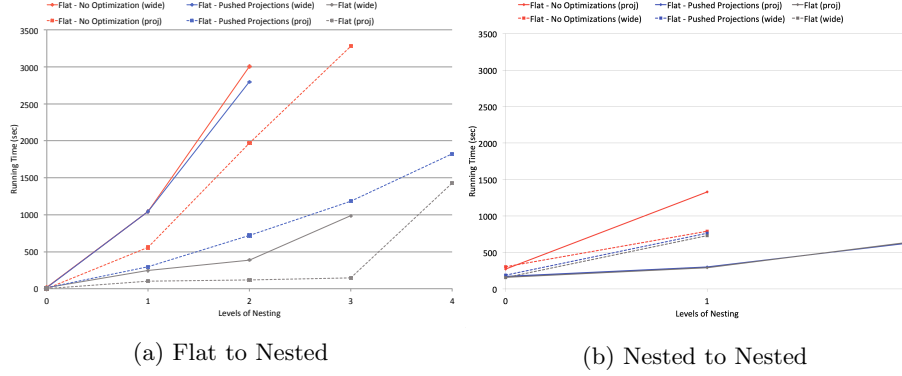 Flat - No Optimization (wide) Flat - Pushed Projections (wide) Flat (wide)
Flat - No Optimization (proj) Flat - Pushed Projections (proj) Flat (proj)
3500
3000
2500
2000
1500
1000
500
0
Running Time (sec)
0 1 2 3 4
Levels of Nesting
(a) Flat to Nested
Flat - No Optimizations (proj) Flat - Pushed Projections (proj) Flat (proj)
Flat - No Optimizations (wide) Flat - Pushed Projections (wide) Flat (wide)
3500
3000
2500
2000
1500
1000
500
0
Running Time (sec)
0 1
Levels of Nesting
(b) Nested to Nested